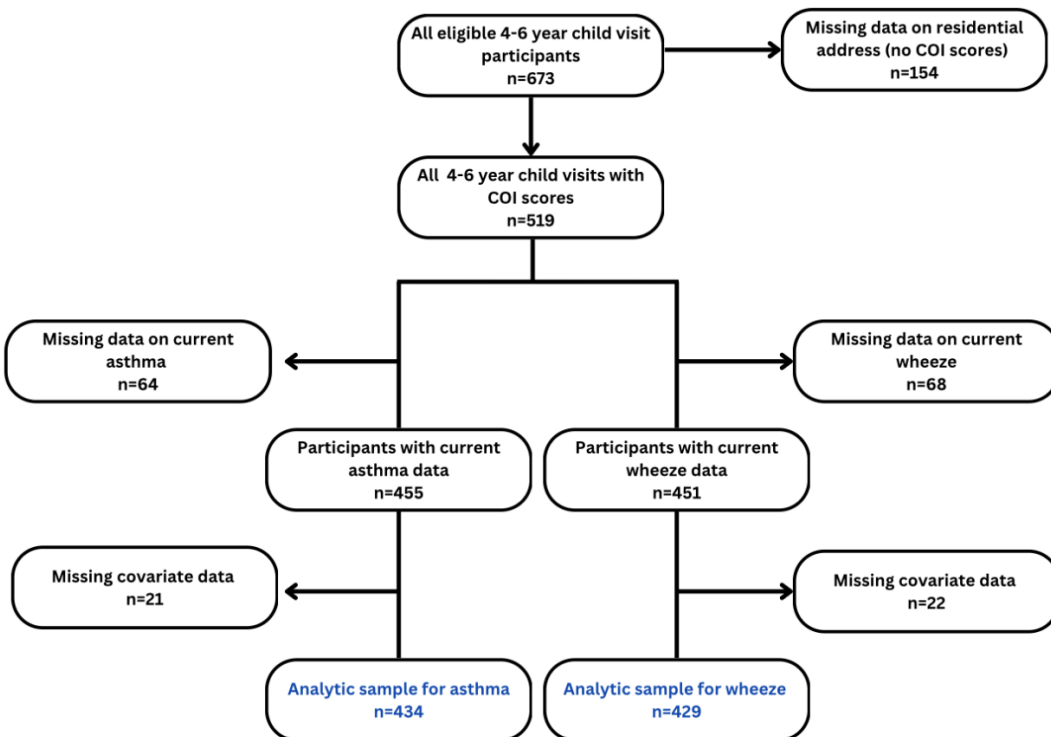 All eligible 4-6 year child visit
participants
n=673
Missing data on residential
address (no COI scores)
n=154
All 4-6 year child visits with
COI scores
n=519
Missing data on current
asthma
n=64
Missing data on current
wheeze
n=68
Participants with current
asthma data
n=455
Participants with current
wheeze data
n=451
Missing covariate data
n=21
Missing covariate data
n=22
Analytic sample for asthma
n=434
Analytic sample for wheeze
n=429